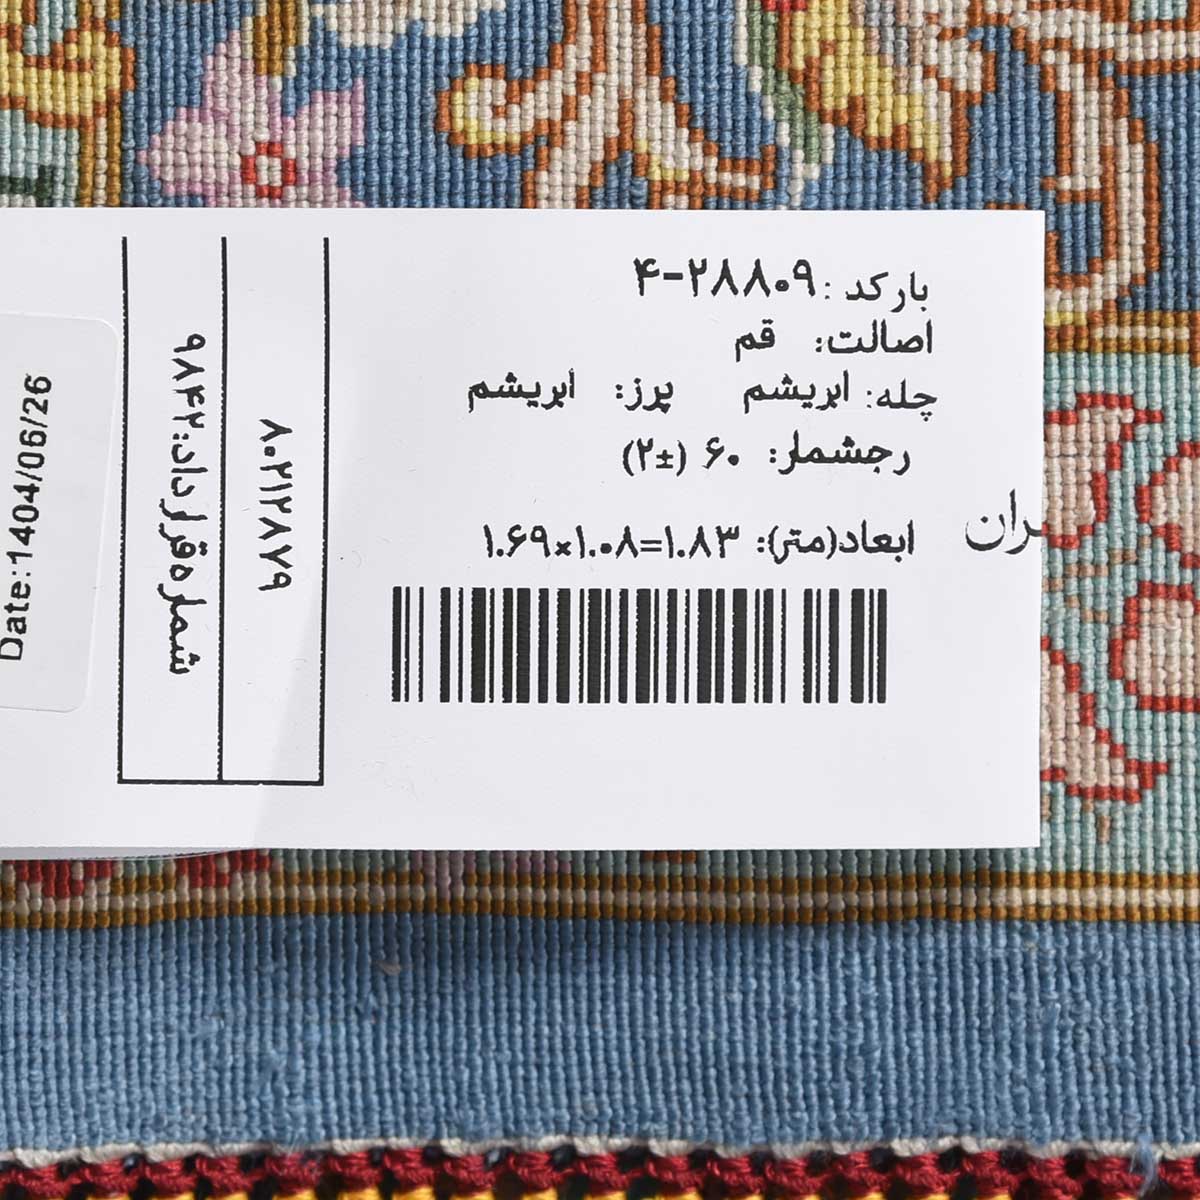 بارکد: ۲۸۸۰۹-۴
اصالت: قم
چله: ابریشم پرز: ابریشم
رجشمار: ۶۰ (±۲)
ابعاد(متر): ۱.۶۹×۱.۰۸=۱.۸۳
ران
۸۰۲۱۲۸۷۹
شماره قرارداد: ۹۸۴۲
Date:1404/06/26